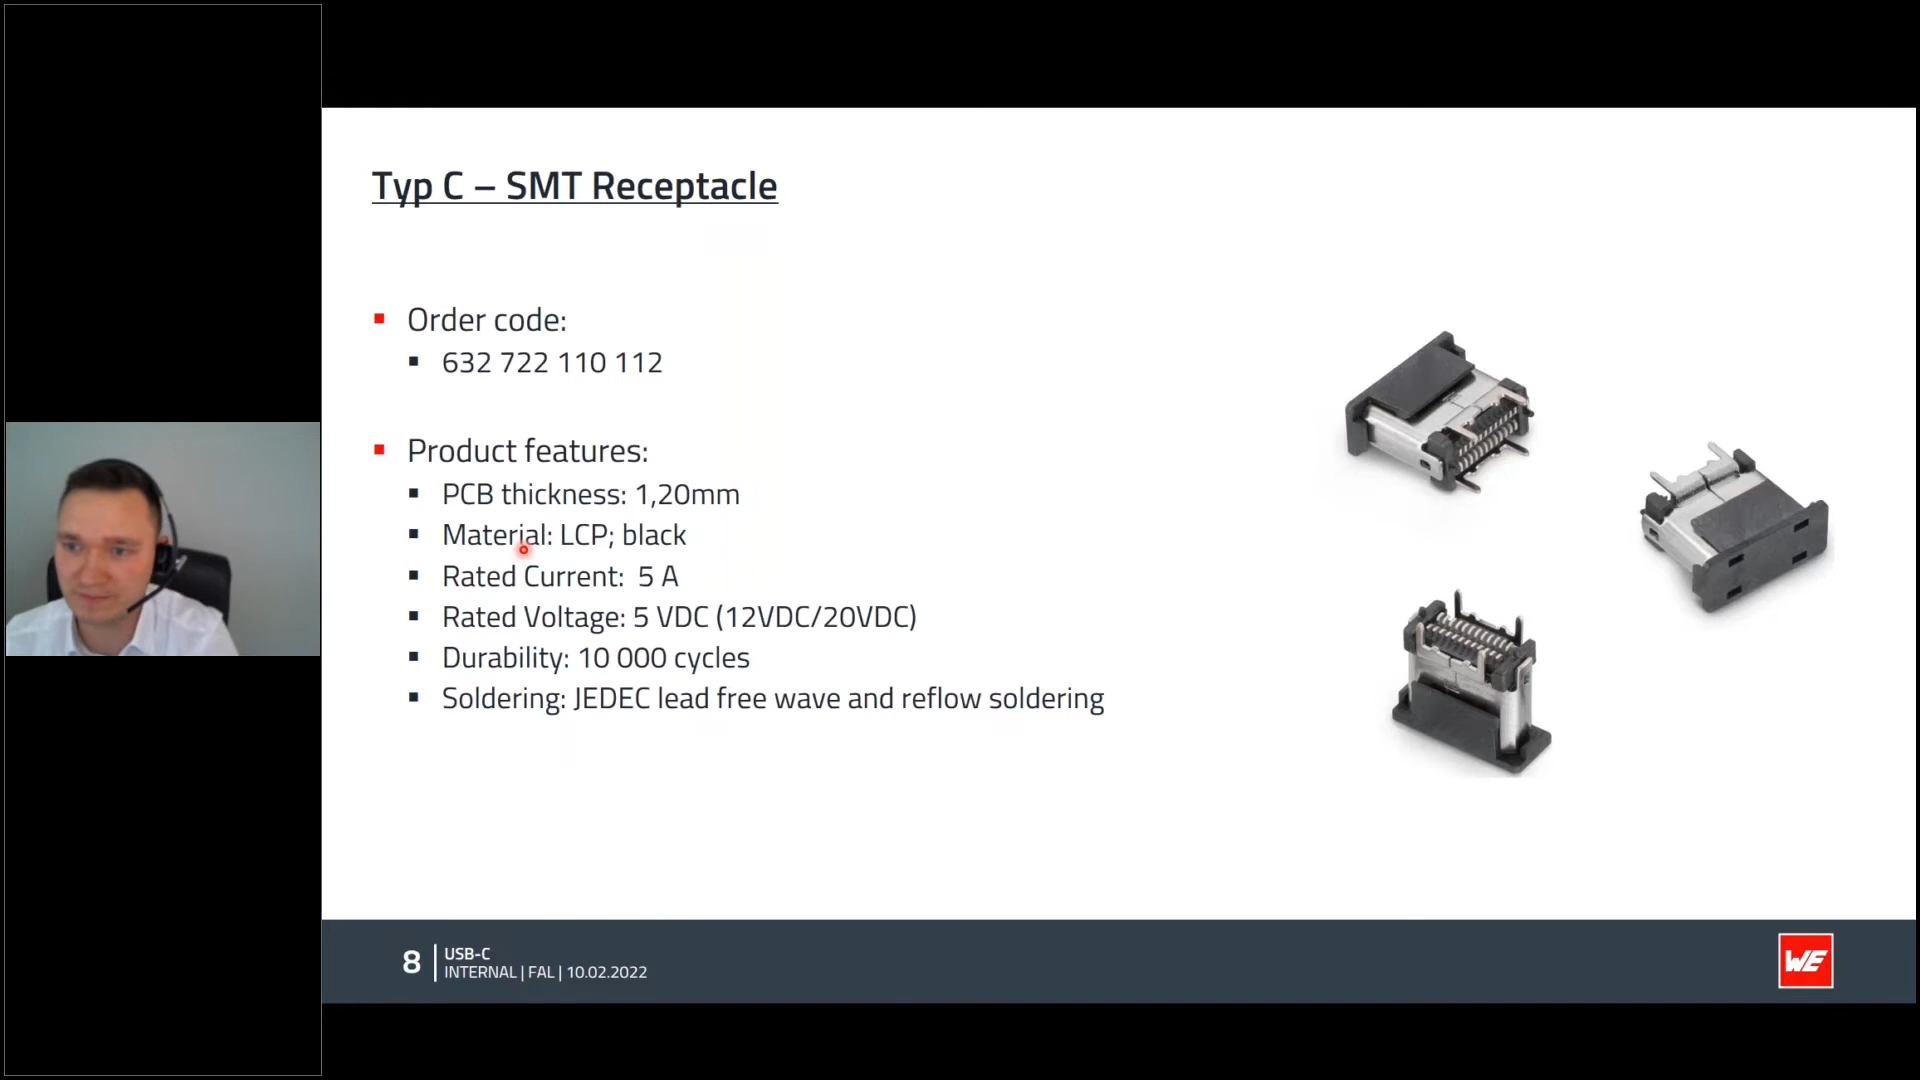 Typ C – SMT Receptacle
Order code:
632 722 110 112
Product features:
PCB thickness: 1,20mm
Material: LCP; black
Rated Current:  5 A
Rated Voltage: 5 VDC (12VDC/20VDC)
Durability: 10 000 cycles
Soldering: JEDEC lead free wave and reflow soldering
8
USB-C
INTERNAL | FAL | 10.02.2022
WE